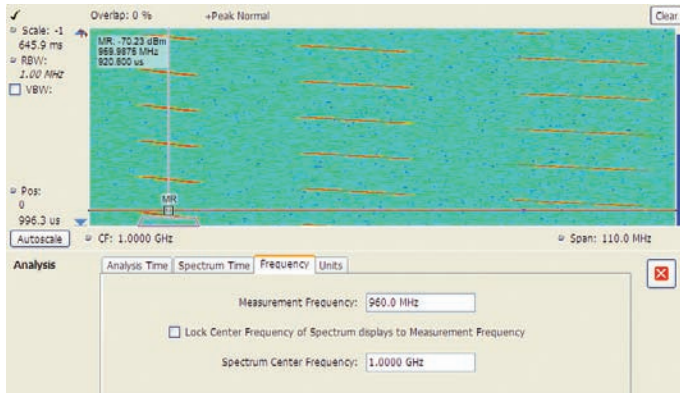 ✓ Overlap: 0 % +Peak Normal Clear
Scale: -1
645.9 ms
RBW:
1.00 MHz
VBW:
MR. -70.23 dBm
969.9876 MHz
920.600 us
MR
Pos:
0
996.3 us
Autoscale CF: 1.0000 GHz Span: 110.0 MHz
Analysis Analysis Time Spectrum Time Frequency Units
Measurement Frequency: 960.0 MHz
Lock Center Frequency of Spectrum displays to Measurement Frequency
Spectrum Center Frequency: 1.0000 GHz